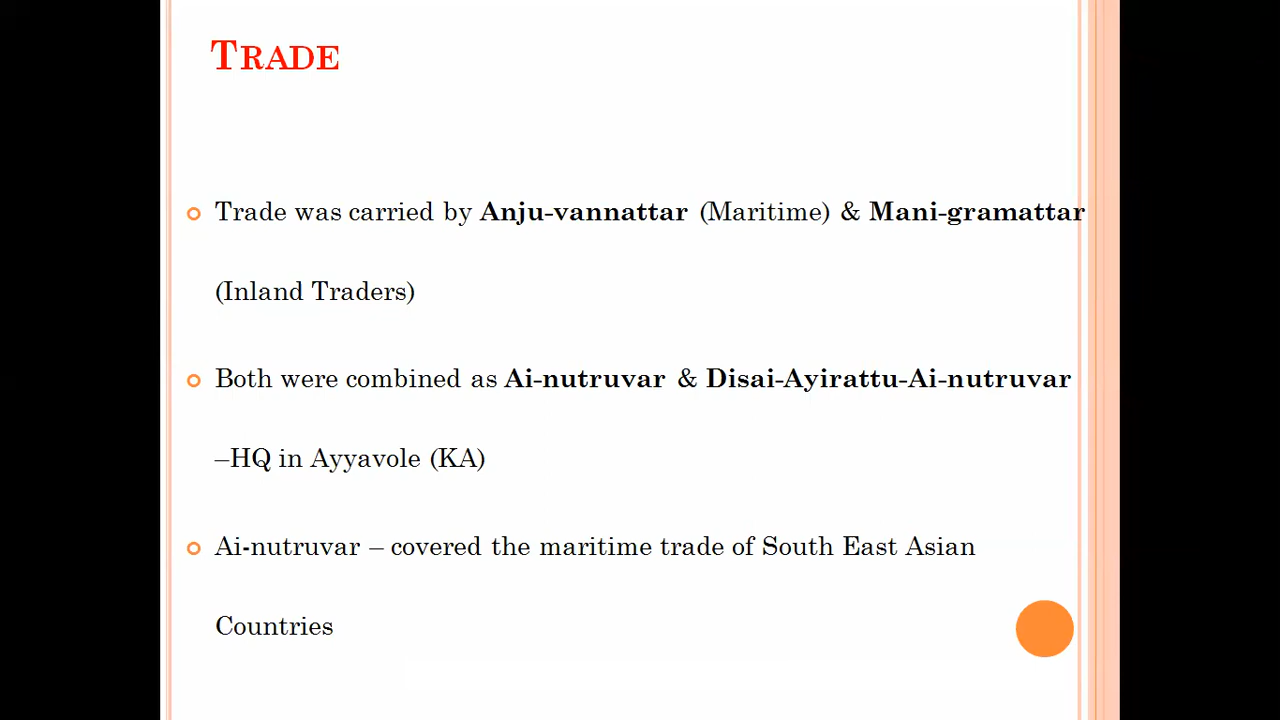 TRADE
Trade was carried by Anju-vannattar (Maritime) & Mani-gramattar
(Inland Traders)
Both were combined as Ai-nutruvar & Disai-Ayirattu-Ai-nutruvar
–HQ in Ayyavole (KA)
Ai-nutruvar – covered the maritime trade of South East Asian
Countries